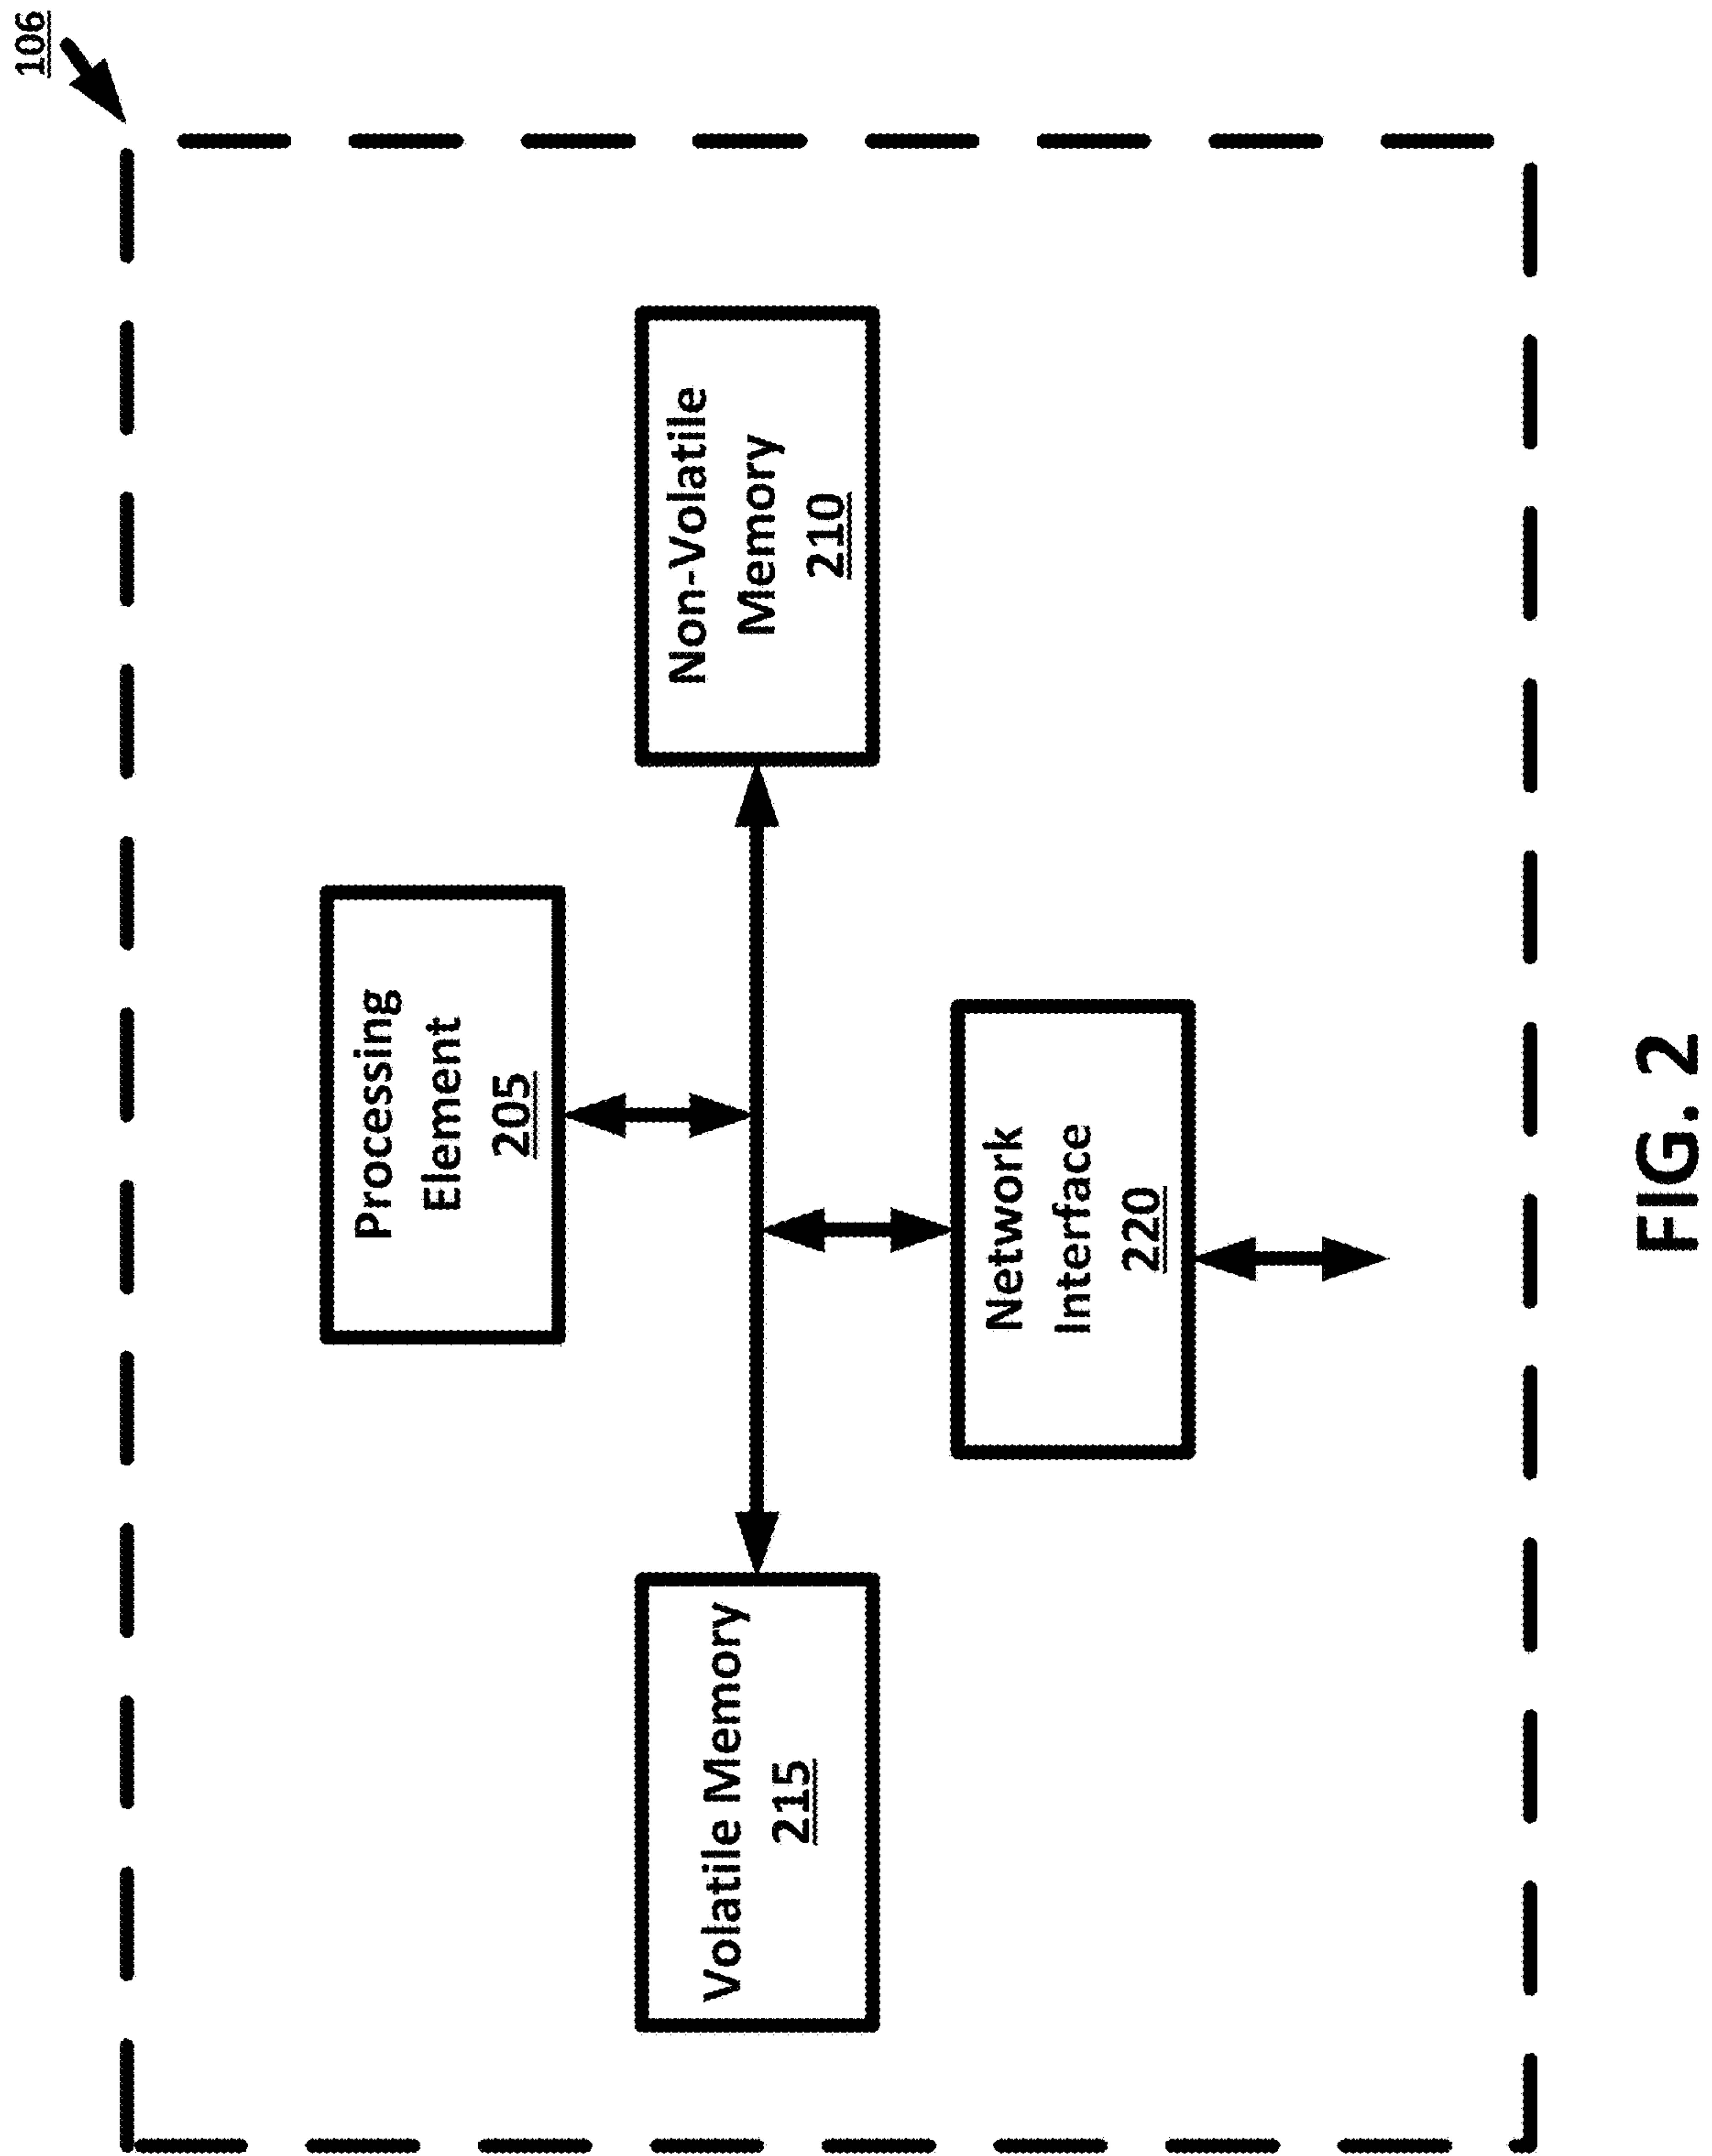 106
Processing
Element
205
Volatile Memory
215
Non-Volatile
Memory
210
Network
Interface
220
FIG. 2